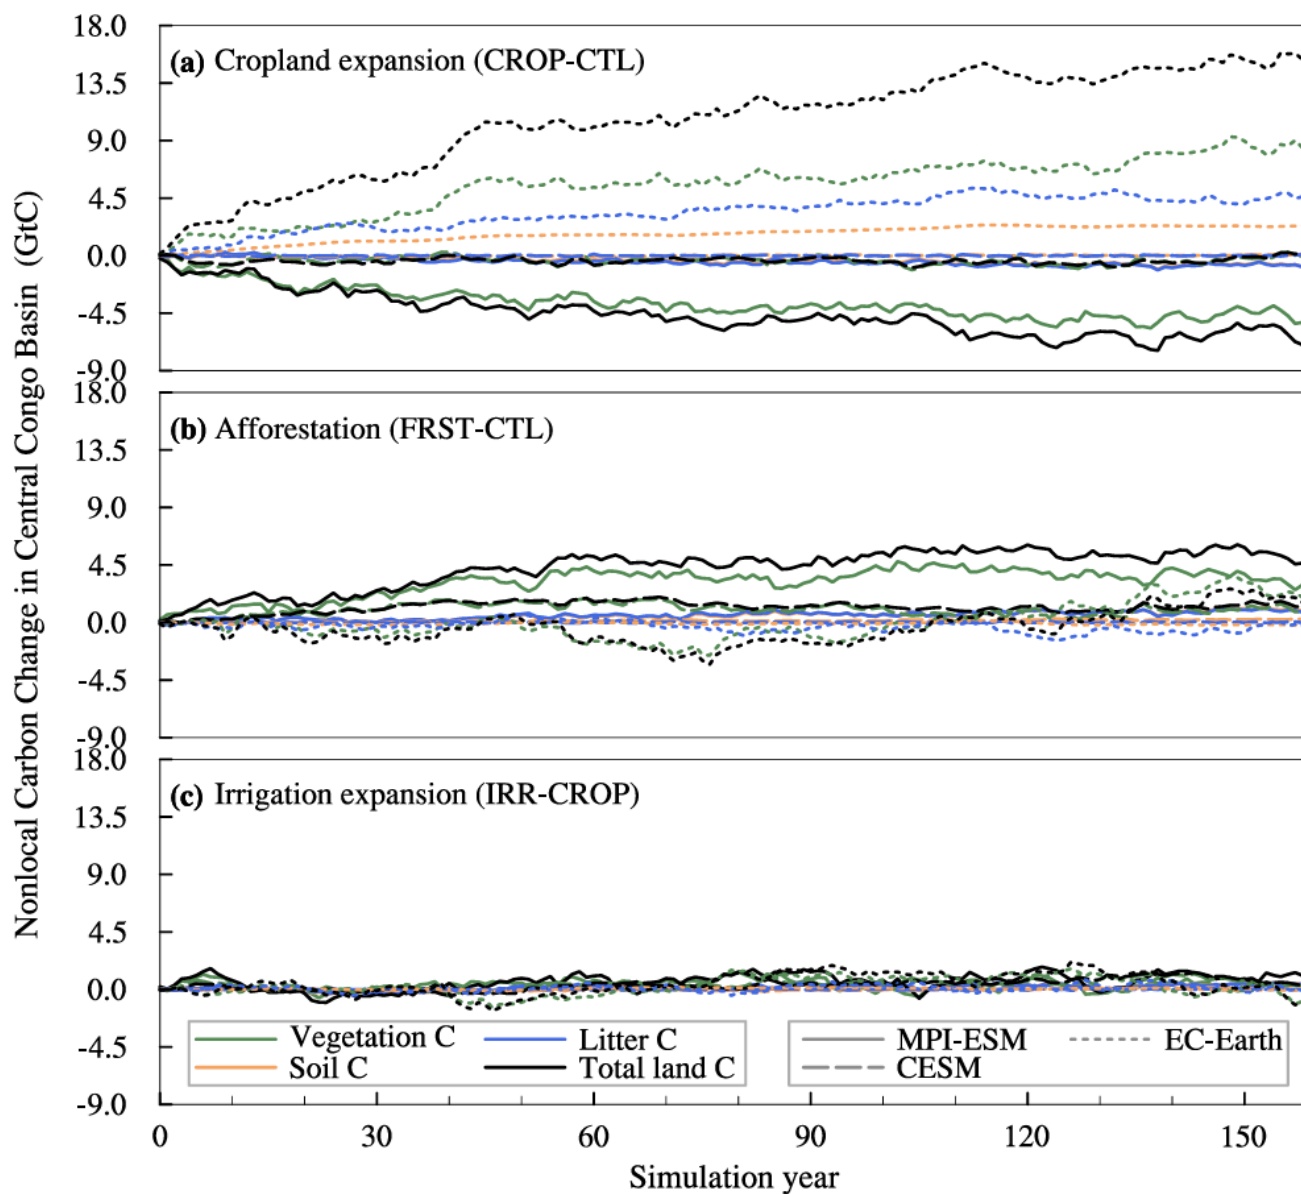 Nonlocal Carbon Change in Central Congo Basin (GtC)
18.0
(a) Cropland expansion (CROP-CTL)
13.5
9.0
4.5
0.0
-4.5
-9.0
18.0
(b) Afforestation (FRST-CTL)
13.5
9.0
4.5
0.0
-4.5
-9.0
18.0
(c) Irrigation expansion (IRR-CROP)
13.5
9.0
4.5
0.0
Vegetation C Litter C MPI-ESM EC-Earth
Soil C Total land C CESM
-4.5
-9.0
0 30 60 90 120 150
Simulation year